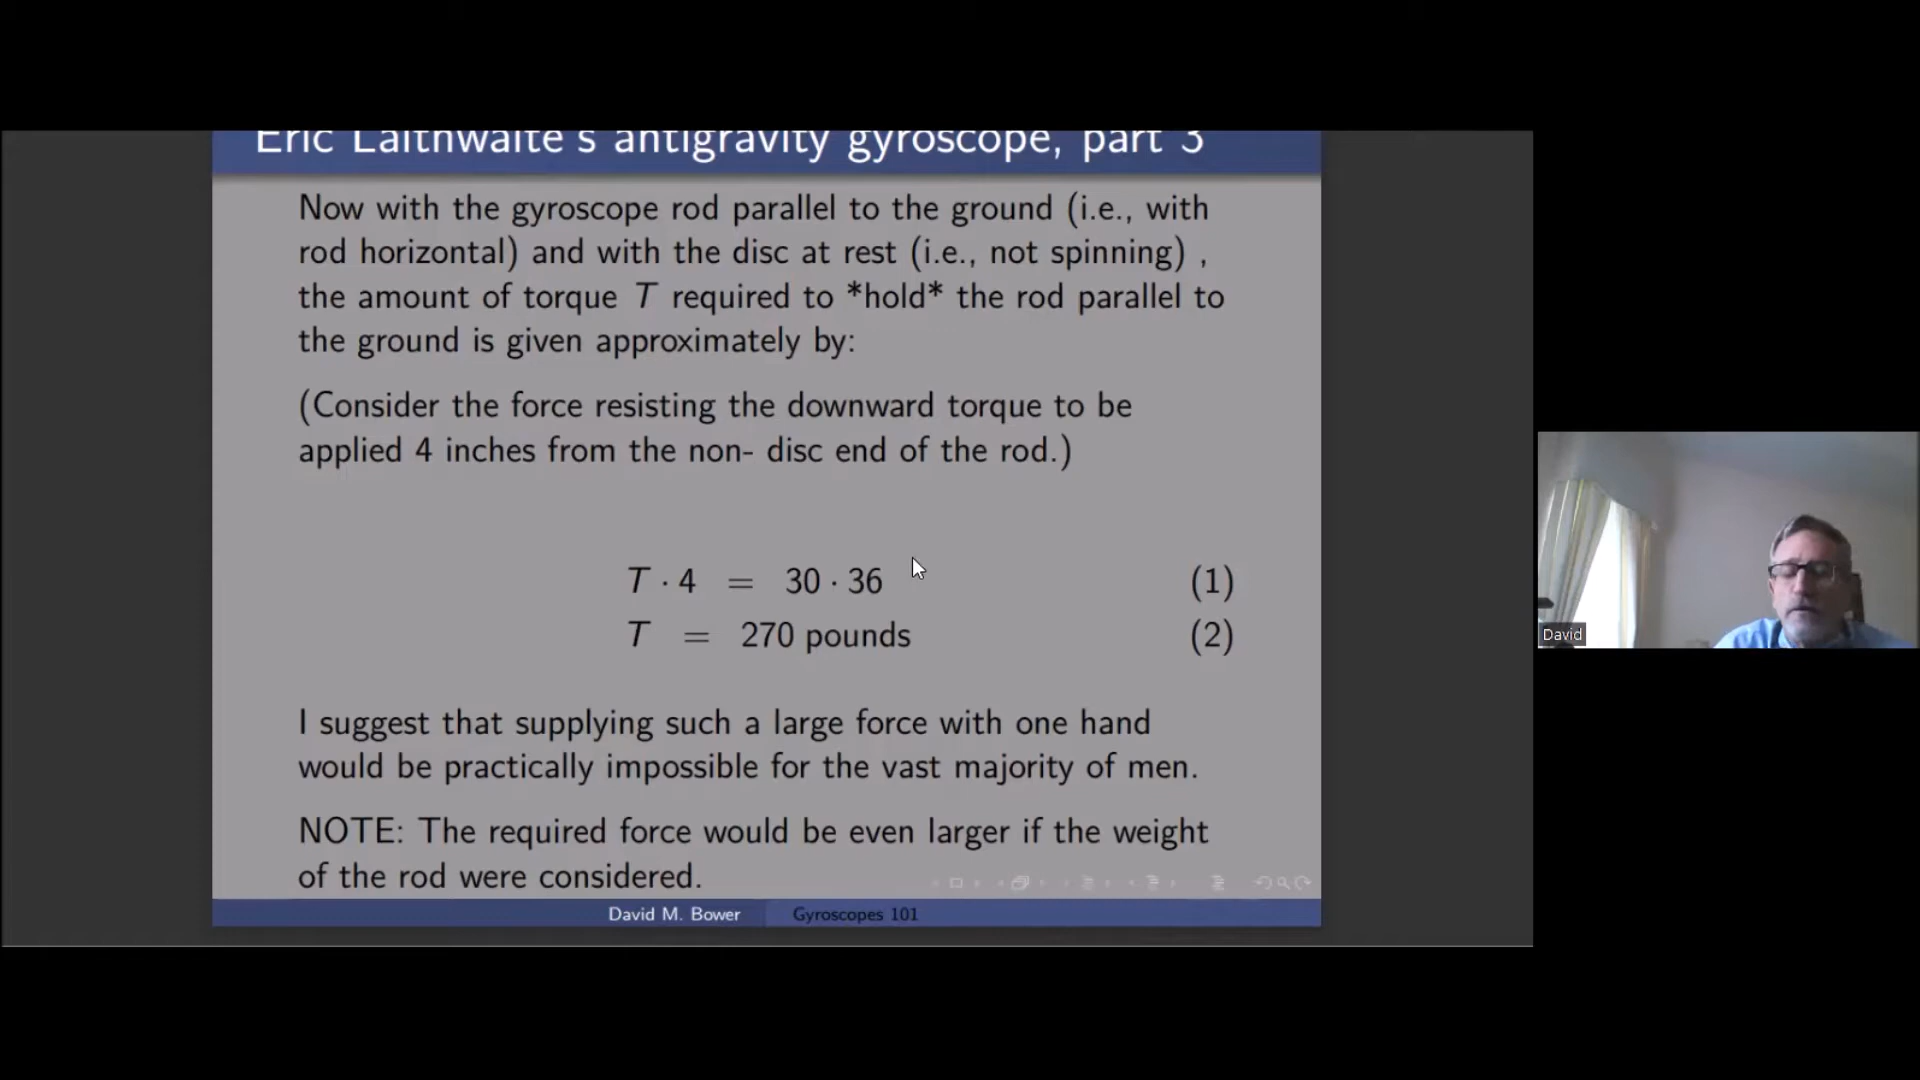 Eric Laithwaite's antigravity gyroscope, part 3
Now with the gyroscope rod parallel to the ground (i.e., with
rod horizontal) and with the disc at rest (i.e., not spinning) ,
the amount of torque T required to *hold* the rod parallel to
the ground is given approximately by:
(Consider the force resisting the downward torque to be
applied 4 inches from the non- disc end of the rod.)
T · 4 = 30 · 36 (1)
T = 270 pounds (2)
I suggest that supplying such a large force with one hand
would be practically impossible for the vast majority of men.
NOTE: The required force would be even larger if the weight
of the rod were considered.
David M. Bower Gyroscopes 101
David